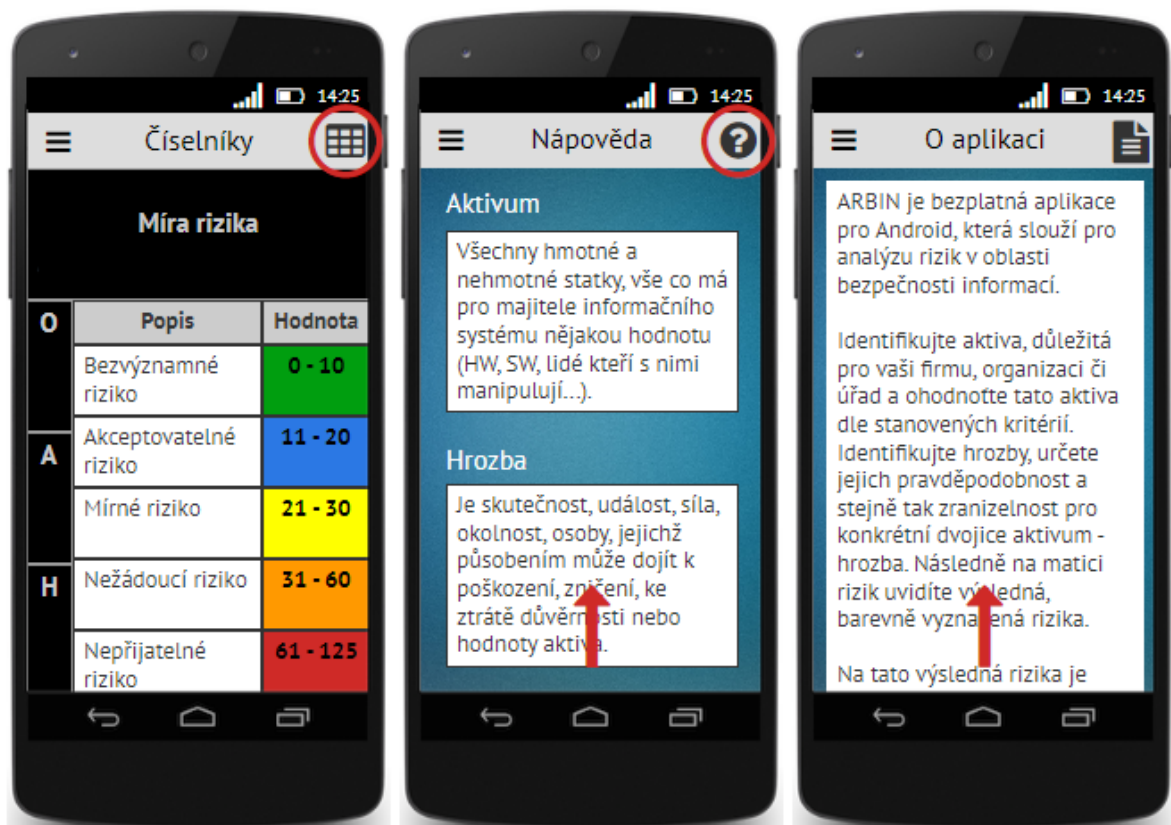 14:25
Číselníky
Míra rizika
O
Popis
Hodnota
Bezvýznamné
riziko
0 - 10
A
Akceptovatelné
riziko
11 - 20
Mírné riziko
21 - 30
H
Nežádoucí riziko
31 - 60
Nepřijatelné
riziko
61 - 125
14:25
Nápověda
?
Aktivum
Všechny hmotné a
nehmotné statky, vše co má
pro majitele informačního
systému nějakou hodnotu
(HW, SW, lidé kteří s nimi
manipulují...).
Hrozba
Je skutečnost, událost, síla,
okolnost, osoby, jejichž
působením může dojít k
poškození, zničení, ke
ztrátě důvěrnosti nebo
hodnoty aktiva.
14:25
O aplikaci
ARBIN je bezplatná aplikace
pro Android, která slouží pro
analýzu rizik v oblasti
bezpečnosti informací.
Identifikujte aktiva, důležitá
pro vaši firmu, organizaci či
úřad a ohodnoťte tato aktiva
dle stanovených kritérií.
Identifikujte hrozby, určete
jejich pravděpodobnost a
stejně tak zranizelnost pro
konkrétní dvojice aktivum -
hrozba. Následně na matici
rizik uvidíte výsledná,
barevně vyznačená rizika.
Na tato výsledná rizika je